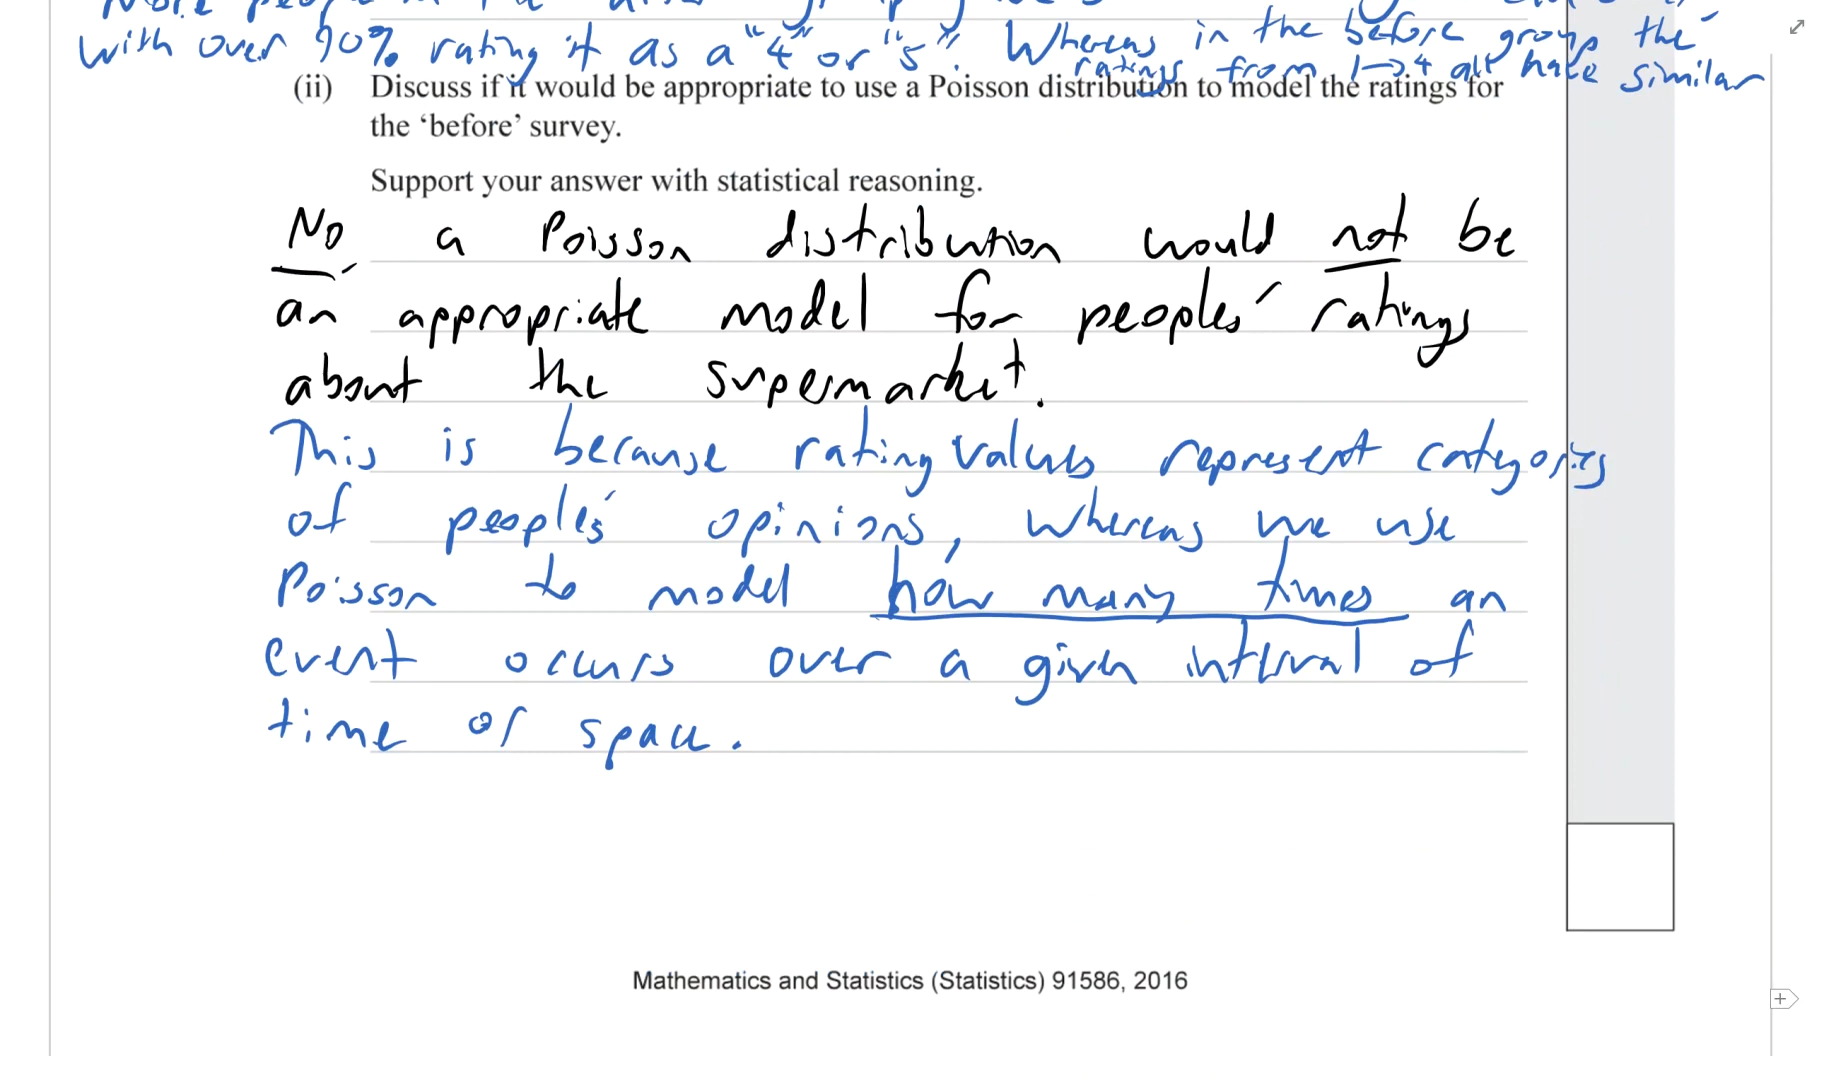 with over 90% rating it as a "4" or "5". Whereas in the before group the
ratings from 1→4 all have similar
(ii) Discuss if it would be appropriate to use a Poisson distribution to model the ratings for
the ‘before’ survey.
Support your answer with statistical reasoning.
No a Poisson distribution would not be
an appropriate model for peoples' ratings
about the supermarket.
This is because rating values represent categories
of peoples' opinions, whereas we use
Poisson to model how many times an
event occurs over a given interval of
time or space.
Mathematics and Statistics (Statistics) 91586, 2016